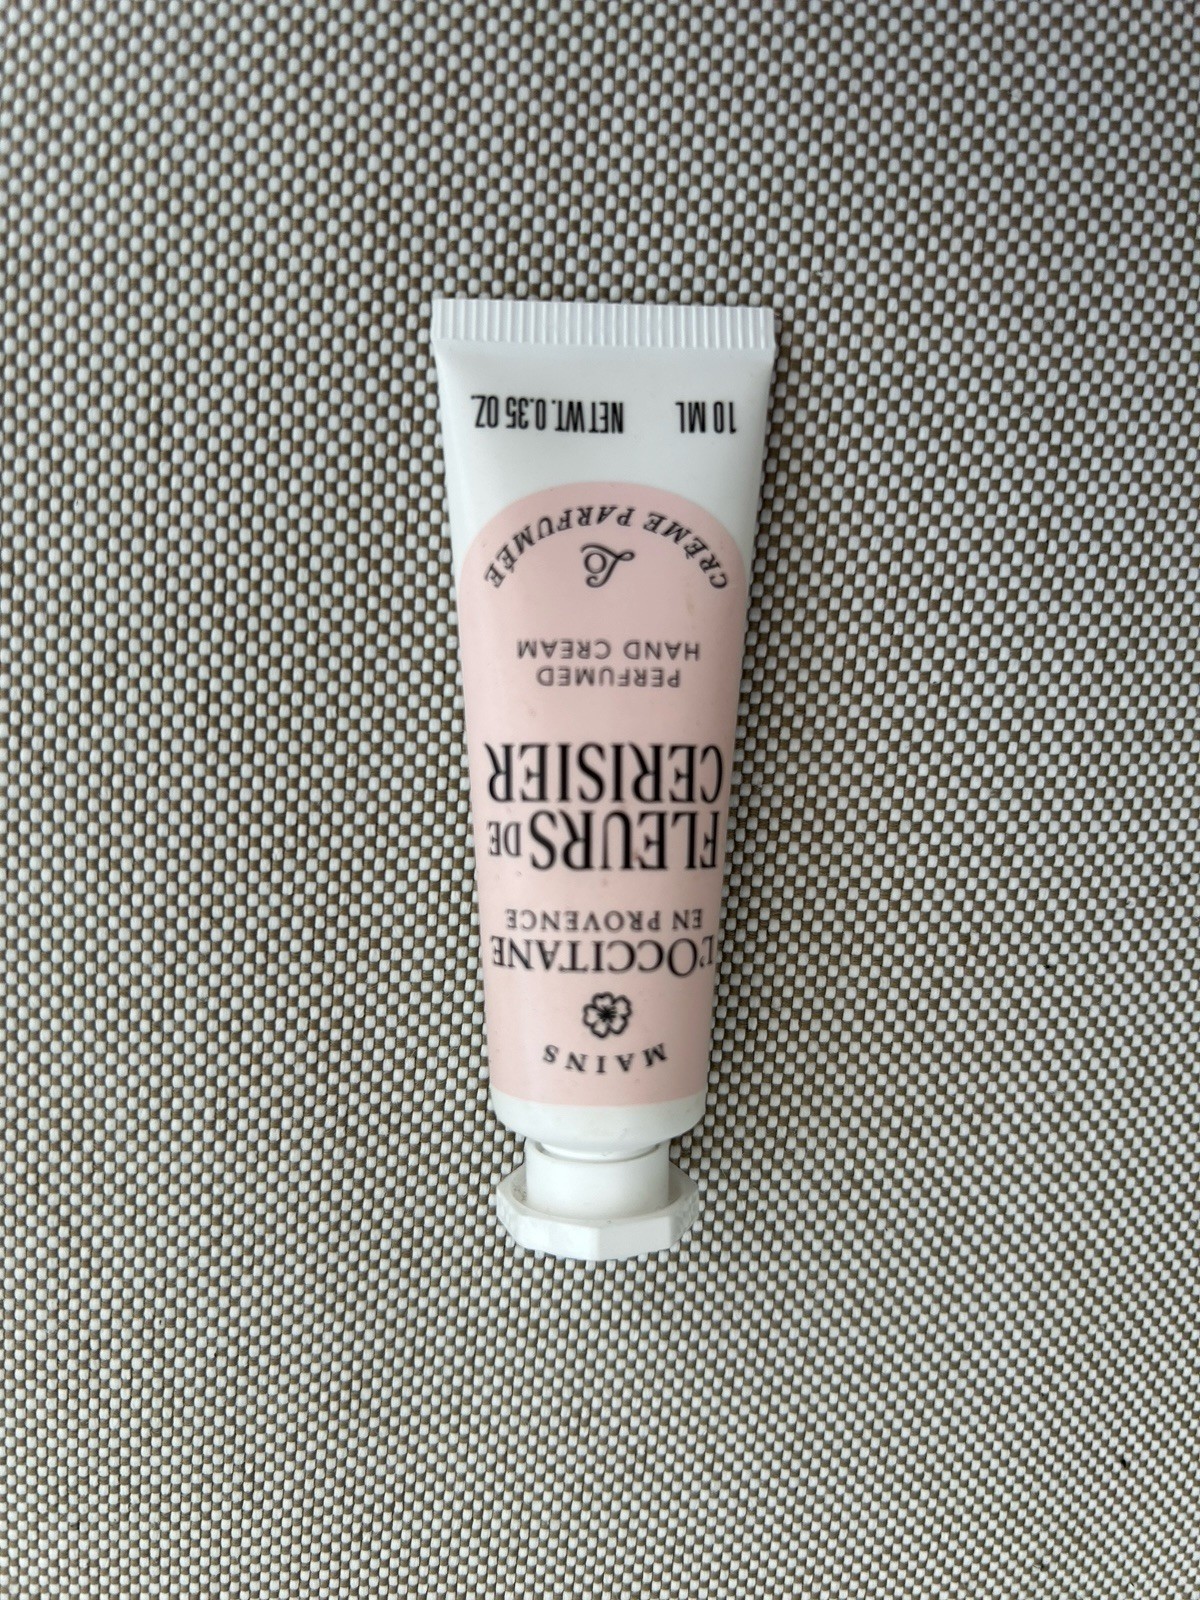 MAINS
L'OCCITANE
EN PROVENCE
FLEURS DE
CERISIER
PERFUMED
HAND CREAM
Lo
CRÈME PARFUMÉE
10 ML NET WT. 0.35 OZ